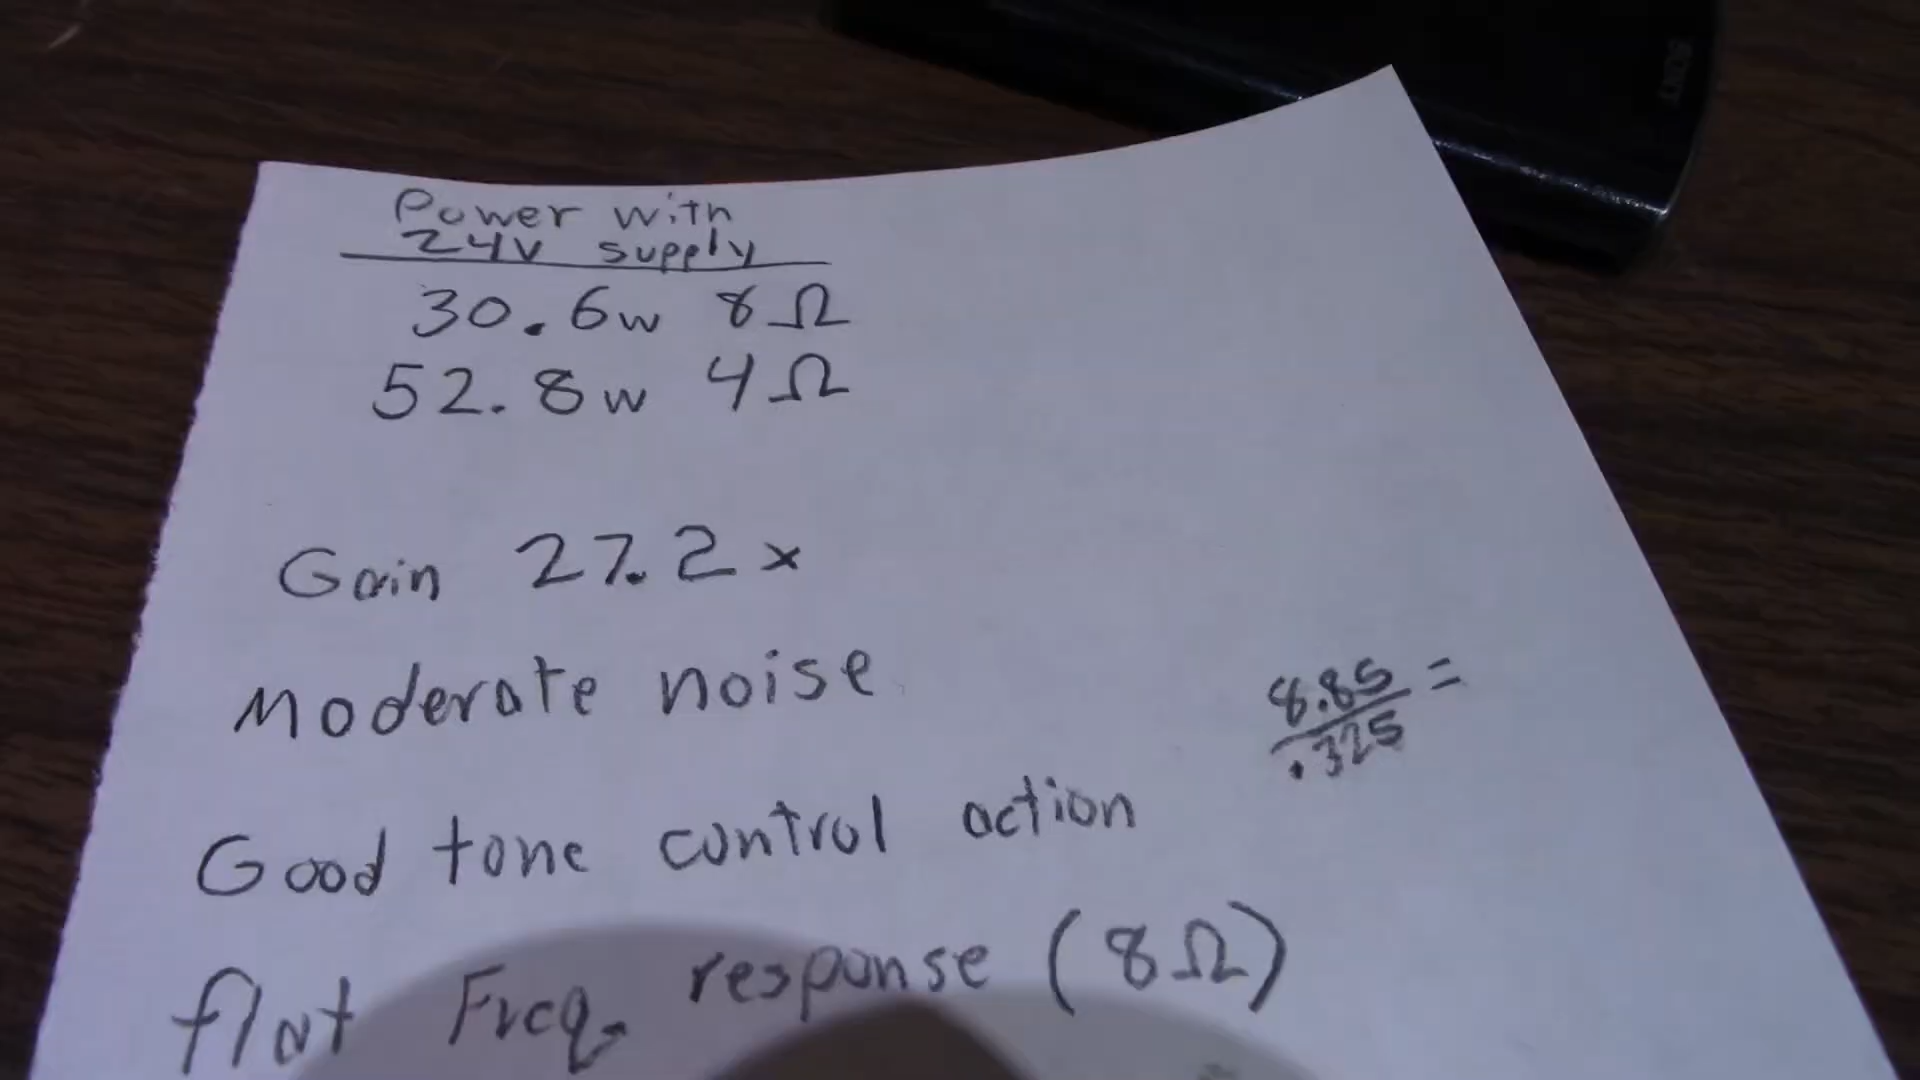 SONY
Power with
24V supply
30.6w 8Ω
52.8w 4Ω
Gain 27.2x
Moderate noise
8.85 =
.325
Good tone control action
flat Freq. response (8Ω)